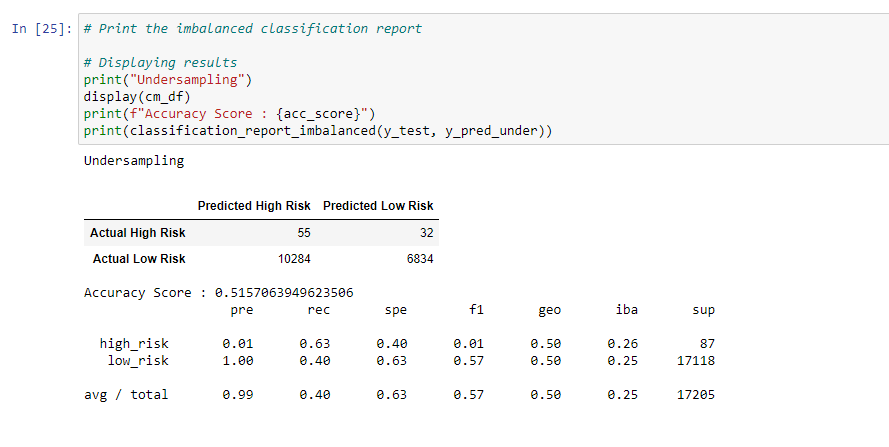 In [25]: # Print the imbalanced classification report
# Displaying results
print("Undersampling")
display(cm_df)
print(f"Accuracy Score : {acc_score}")
print(classification_report_imbalanced(y_test, y_pred_under))
Undersampling
Predicted High Risk Predicted Low Risk
Actual High Risk 55 32
Actual Low Risk 10284 6834
Accuracy Score : 0.5157063949623506
pre rec spe f1 geo iba sup
high_risk 0.01 0.63 0.40 0.01 0.50 0.26 87
low_risk 1.00 0.40 0.63 0.57 0.50 0.25 17118
avg / total 0.99 0.40 0.63 0.57 0.50 0.25 17205